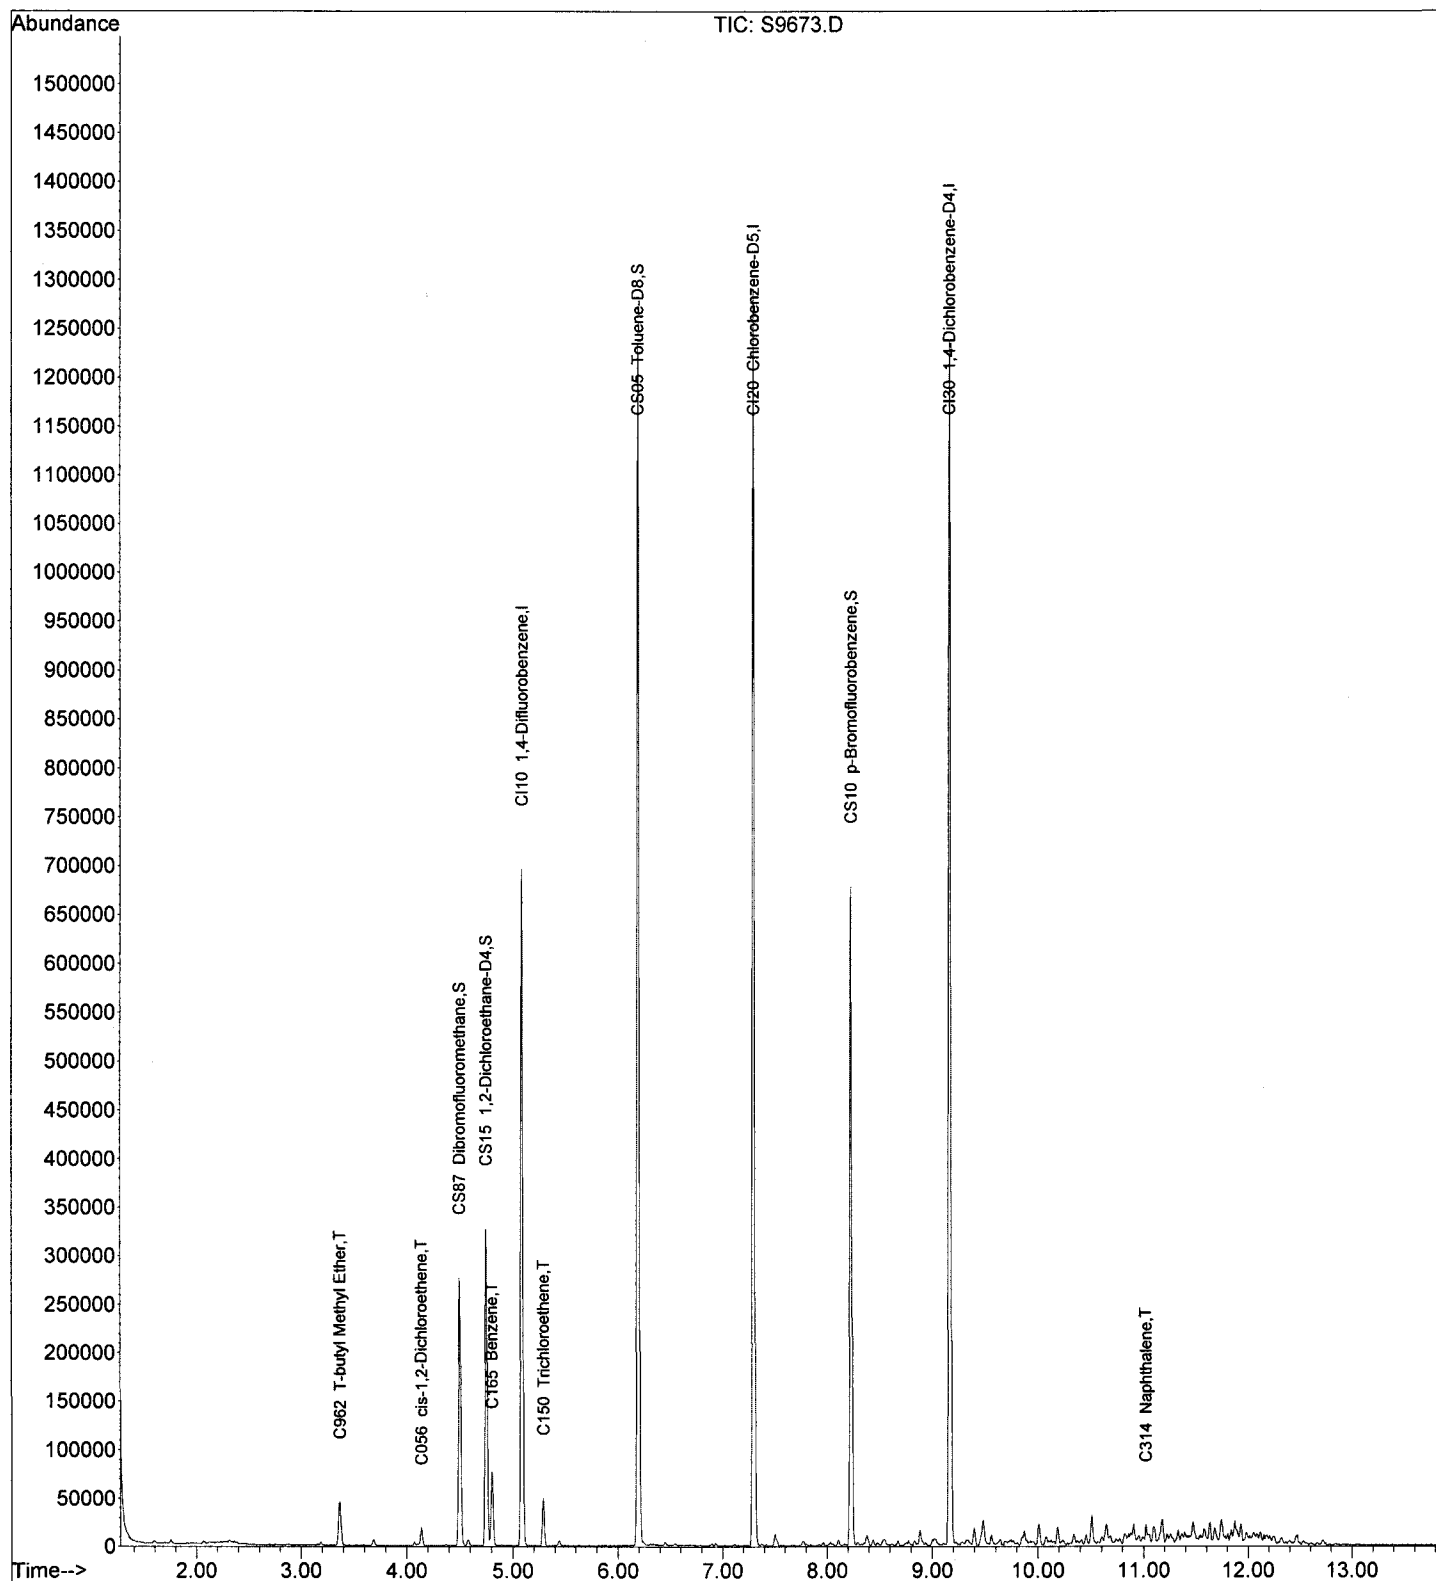 Abundance
TIC: S9673.D
1500000
1450000
1400000
1350000
1300000
1250000
1200000
1150000
1100000
1050000
1000000
950000
900000
850000
800000
750000
700000
650000
600000
550000
500000
450000
400000
350000
300000
250000
200000
150000
100000
50000
0
C962 T-butyl Methyl Ether,T
C056 cis-1,2-Dichloroethene,T
CS87 Dibromofluoromethane,S
CS15 1,2-Dichloroethane-D4,S
C165 Benzene,T
CI10 1,4-Difluorobenzene,I
C150 Trichloroethene,T
CS05 Toluene-D8,S
CI20 Chlorobenzene-D5,I
CS10 p-Bromofluorobenzene,S
CI30 1,4-Dichlorobenzene-D4,I
C314 Naphthalene,T
Time--> 2.00 3.00 4.00 5.00 6.00 7.00 8.00 9.00 10.00 11.00 12.00 13.00